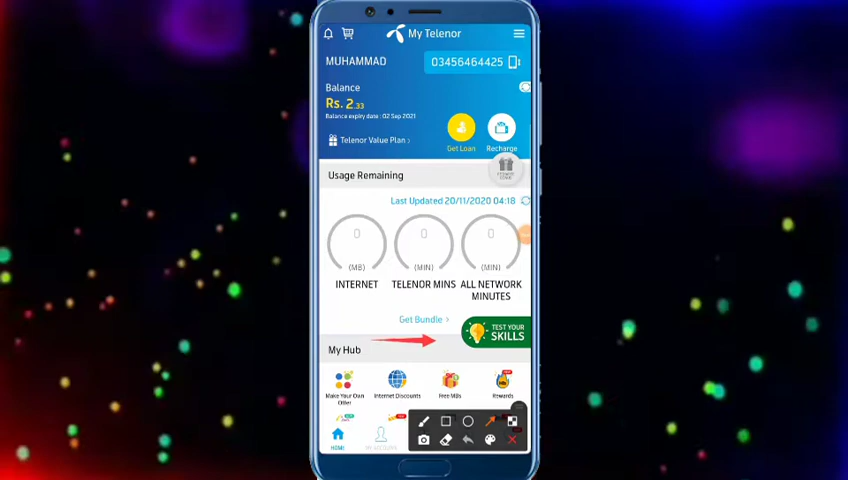 My Telenor
MUHAMMAD
03456464425
Balance
Rs. 2.33
Balance expiry date : 02 Sep 2021
Telenor Value Plan
Get Loan
Recharge
Usage Remaining
Last Updated 20/11/2020 04:18
0
0
0
(MB)
(MIN)
(MIN)
INTERNET
TELENOR MINS
ALL NETWORK
MINUTES
Get Bundle
TEST YOUR
SKILLS
My Hub
Make Your Own
Offer
Internet Discounts
Free MBs
Rewards
HOME
MY ACCOUNT